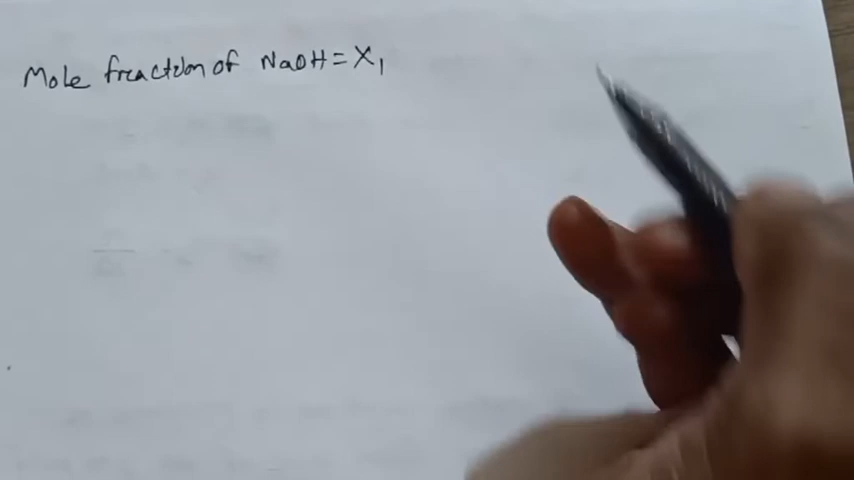 Mole fraction of NaOH = X₁